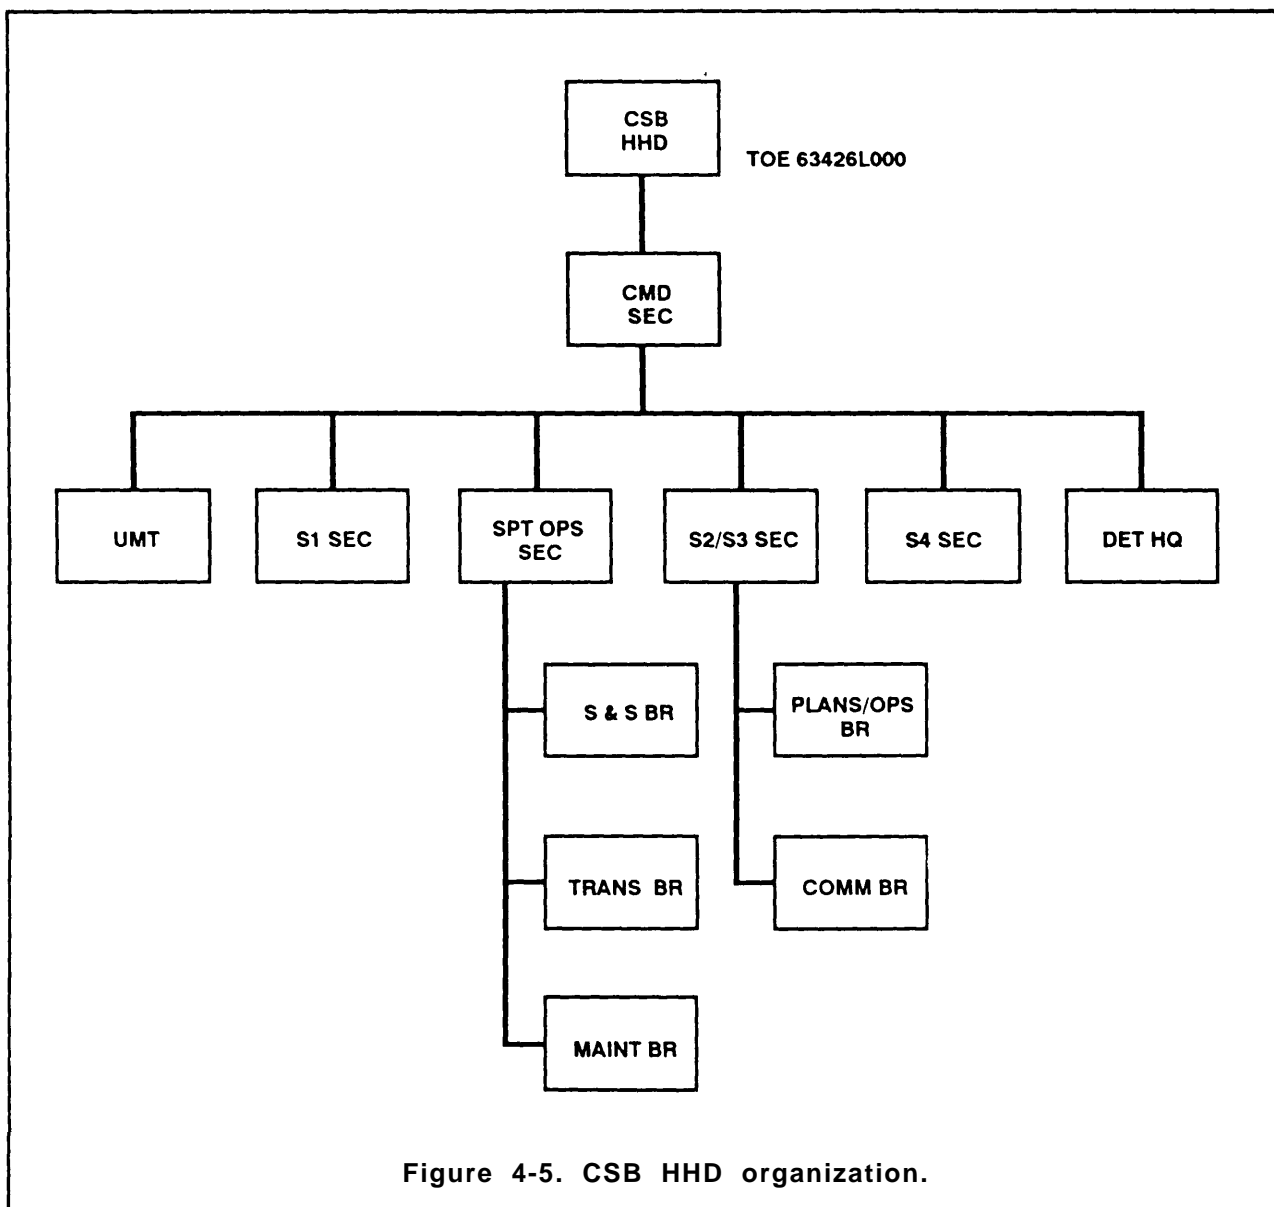 CSB
HHD
TOE 63426L000
CMD
SEC
UMT
S1 SEC
SPT OPS
SEC
S2/S3 SEC
S4 SEC
DET HQ
S & S BR
PLANS/OPS
BR
TRANS BR
COMM BR
MAINT BR
Figure 4-5. CSB HHD organization.